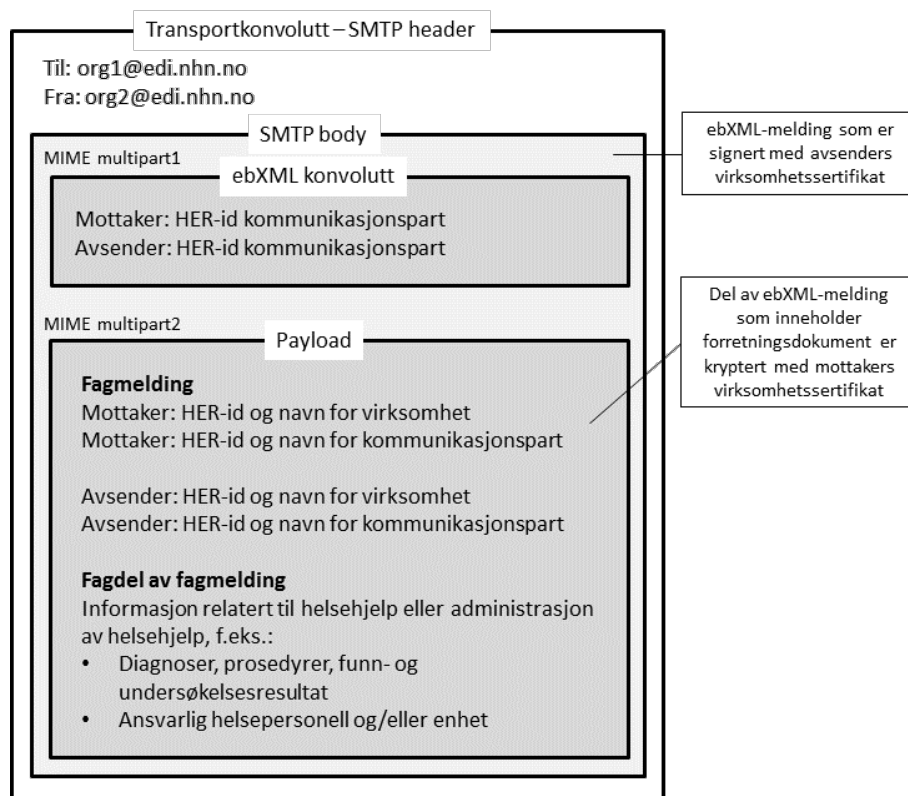 Transportkonvolutt – SMTP header
Til: org1@edi.nhn.no
Fra: org2@edi.nhn.no
SMTP body
MIME multipart1
ebXML konvolutt
Mottaker: HER-id kommunikasjonspart
Avsender: HER-id kommunikasjonspart
ebXML-melding som er
signert med avsenders
virksomhetssertifikat
MIME multipart2
Payload
Fagmelding
Mottaker: HER-id og navn for virksomhet
Mottaker: HER-id og navn for kommunikasjonspart
Avsender: HER-id og navn for virksomhet
Avsender: HER-id og navn for kommunikasjonspart
Fagdel av fagmelding
Informasjon relatert til helsehjelp eller administrasjon
av helsehjelp, f.eks.:
• Diagnoser, prosedyrer, funn- og
undersøkelsesresultat
• Ansvarlig helsepersonell og/eller enhet
Del av ebXML-melding
som inneholder
forretningsdokument er
kryptert med mottakers
virksomhetssertifikat